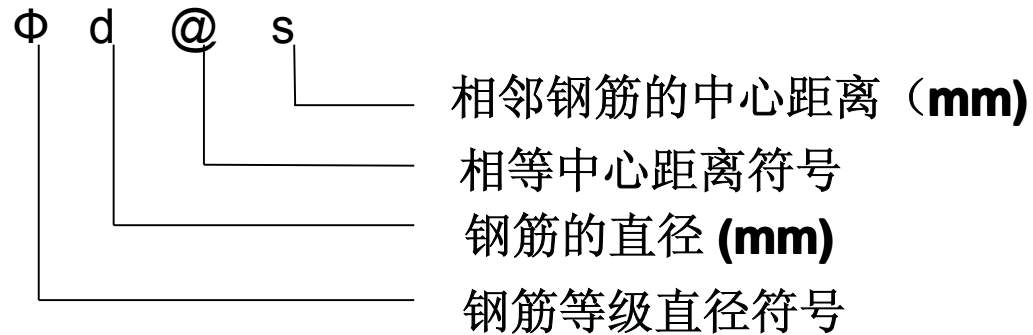 Φ d @ s
相邻钢筋的中心距离（mm)
相等中心距离符号
钢筋的直径 (mm)
钢筋等级直径符号